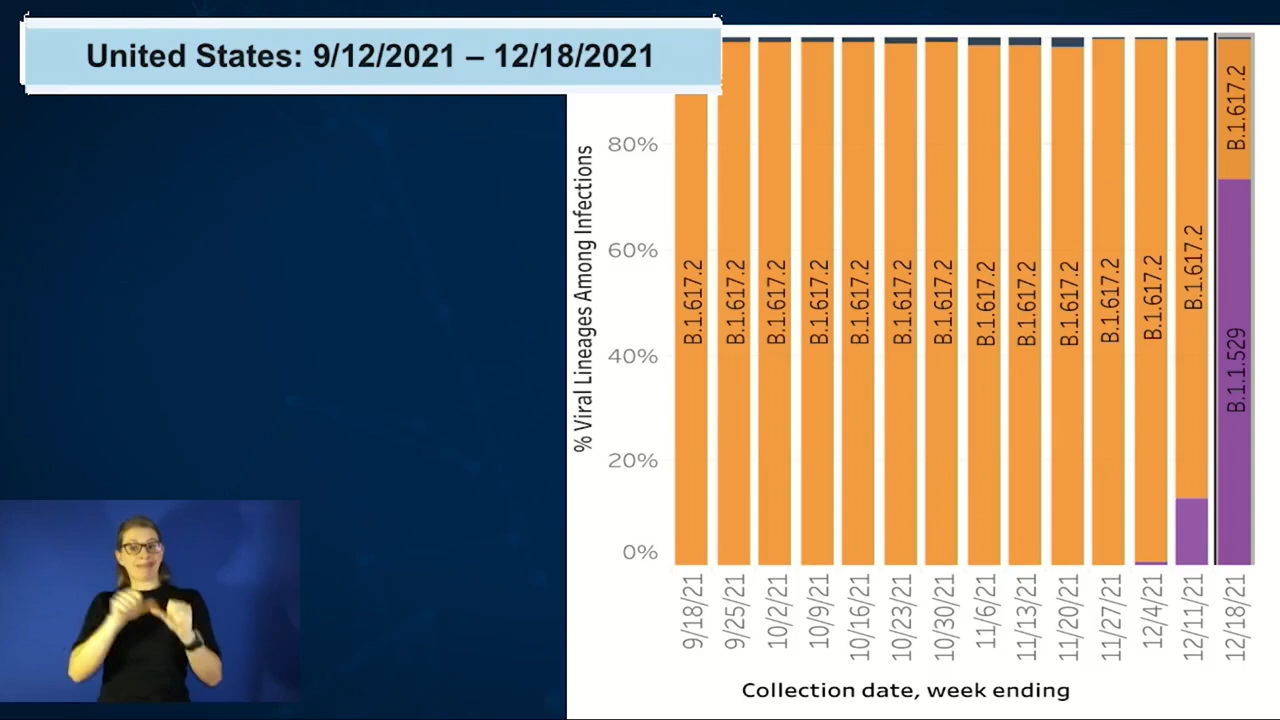 United States: 9/12/2021 – 12/18/2021
% Viral Lineages Among Infections
80%
60%
40%
20%
0%
B.1.617.2
B.1.617.2
B.1.617.2
B.1.617.2
B.1.617.2
B.1.617.2
B.1.617.2
B.1.617.2
B.1.617.2
B.1.617.2
B.1.617.2
B.1.617.2
B.1.617.2
B.1.617.2
B.1.1.529
9/18/21
9/25/21
10/2/21
10/9/21
10/16/21
10/23/21
10/30/21
11/6/21
11/13/21
11/20/21
11/27/21
12/4/21
12/11/21
12/18/21
Collection date, week ending